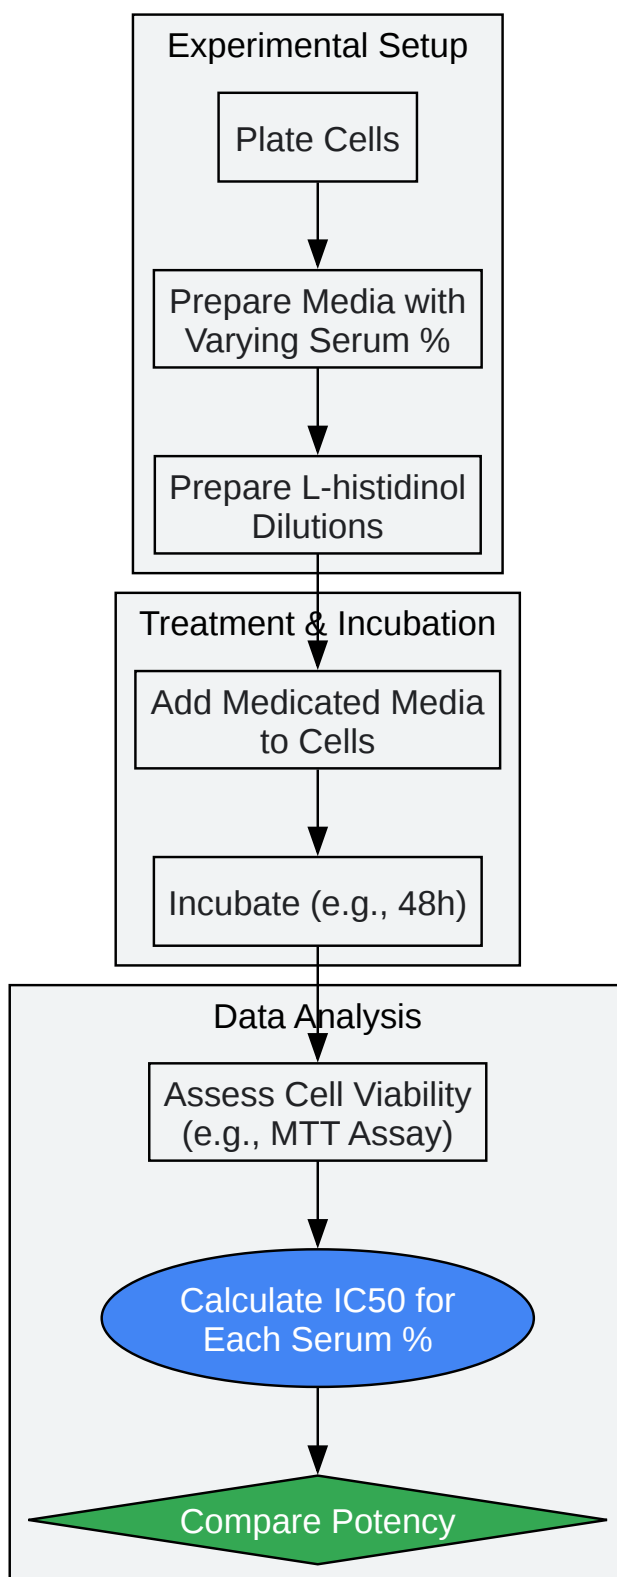 Experimental Setup
Plate Cells
Prepare Media with
Varying Serum %
Prepare L-histidinol
Dilutions
Treatment & Incubation
Add Medicated Media
to Cells
Incubate (e.g., 48h)
Data Analysis
Assess Cell Viability
(e.g., MTT Assay)
Calculate IC50 for
Each Serum %
Compare Potency